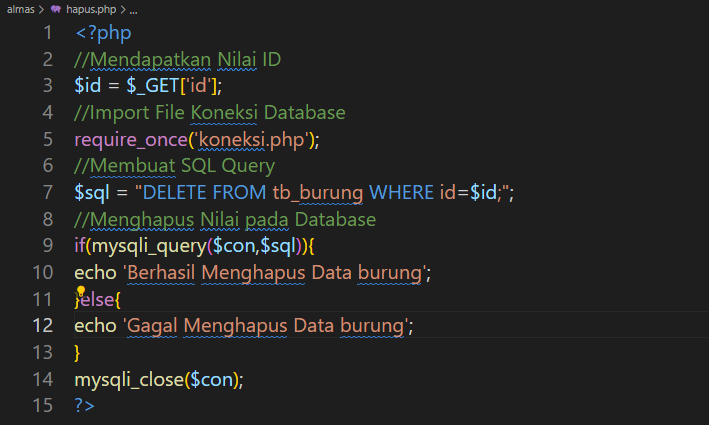 almas > hapus.php > ...
1 <?php
2 //Mendapatkan Nilai ID
3 $id = $_GET['id'];
4 //Import File Koneksi Database
5 require_once('koneksi.php');
6 //Membuat SQL Query
7 $sql = "DELETE FROM tb_burung WHERE id=$id;";
8 //Menghapus Nilai pada Database
9 if(mysqli_query($con,$sql)){
10 echo 'Berhasil Menghapus Data burung';
11 }else{
12 echo 'Gagal Menghapus Data burung';
13 }
14 mysqli_close($con);
15 ?>